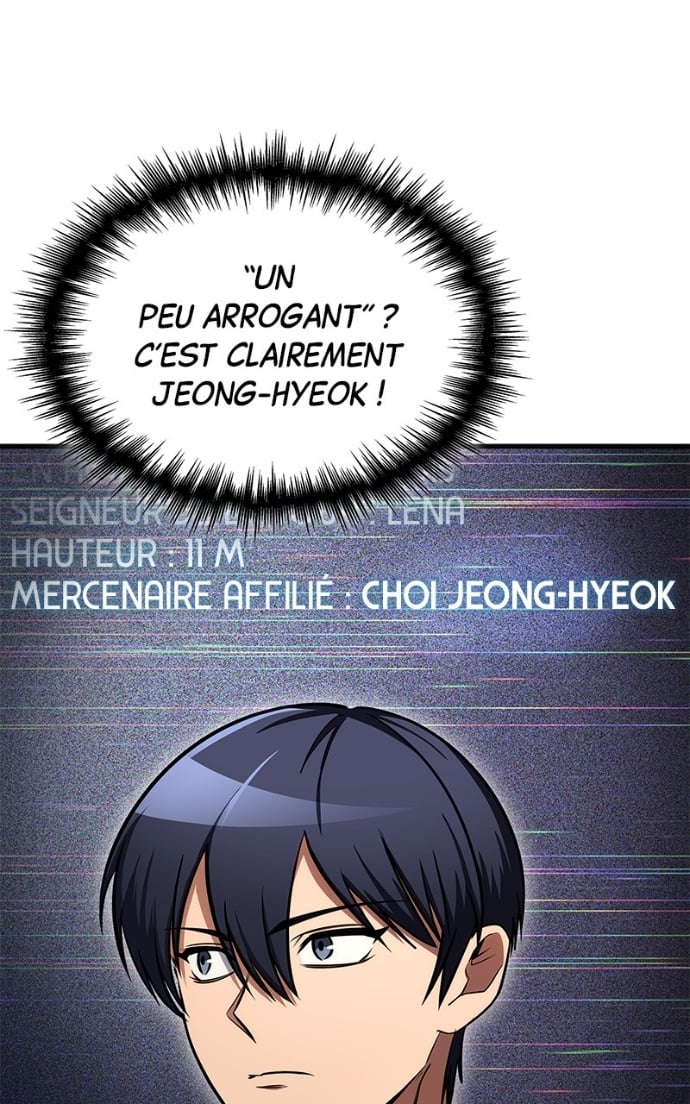 “UN
PEU ARROGANT” ?
C’EST CLAIREMENT
JEONG-HYEOK !
SEIGNEUR LENA
HAUTEUR : 11 M
MERCENAIRE AFFILIÉ : CHOI JEONG-HYEOK